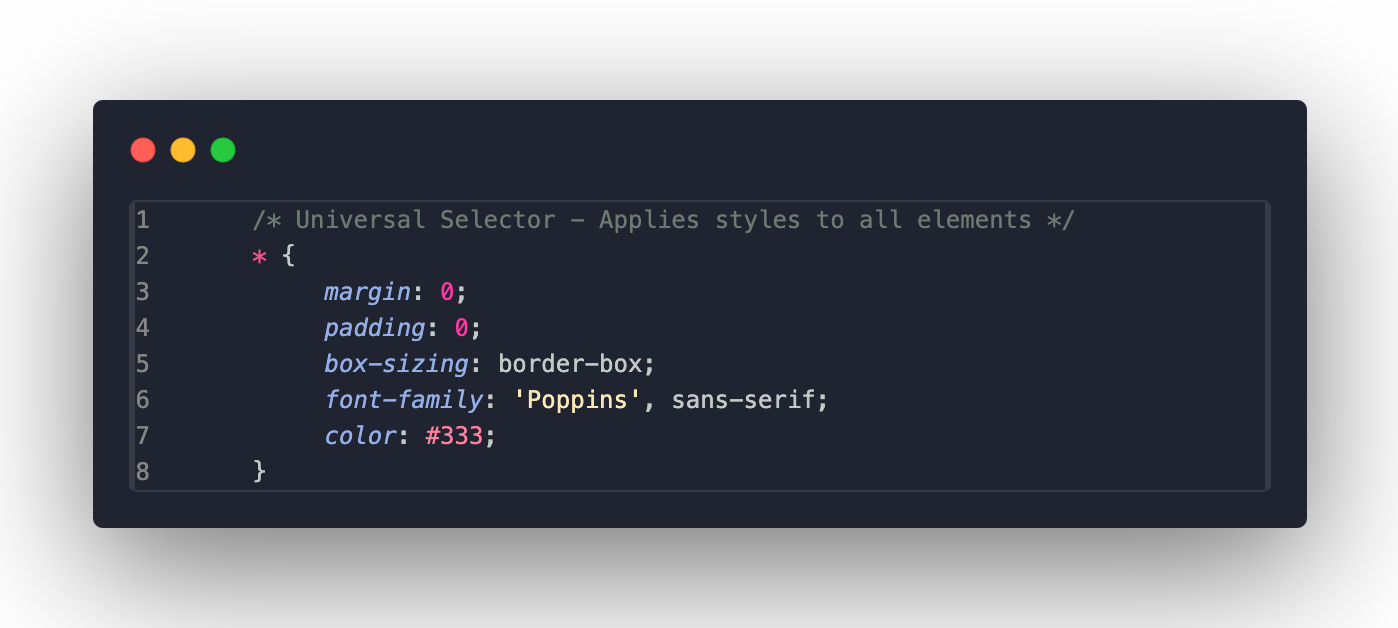 1 /* Universal Selector - Applies styles to all elements */
2 * {
3 margin: 0;
4 padding: 0;
5 box-sizing: border-box;
6 font-family: 'Poppins', sans-serif;
7 color: #333;
8 }